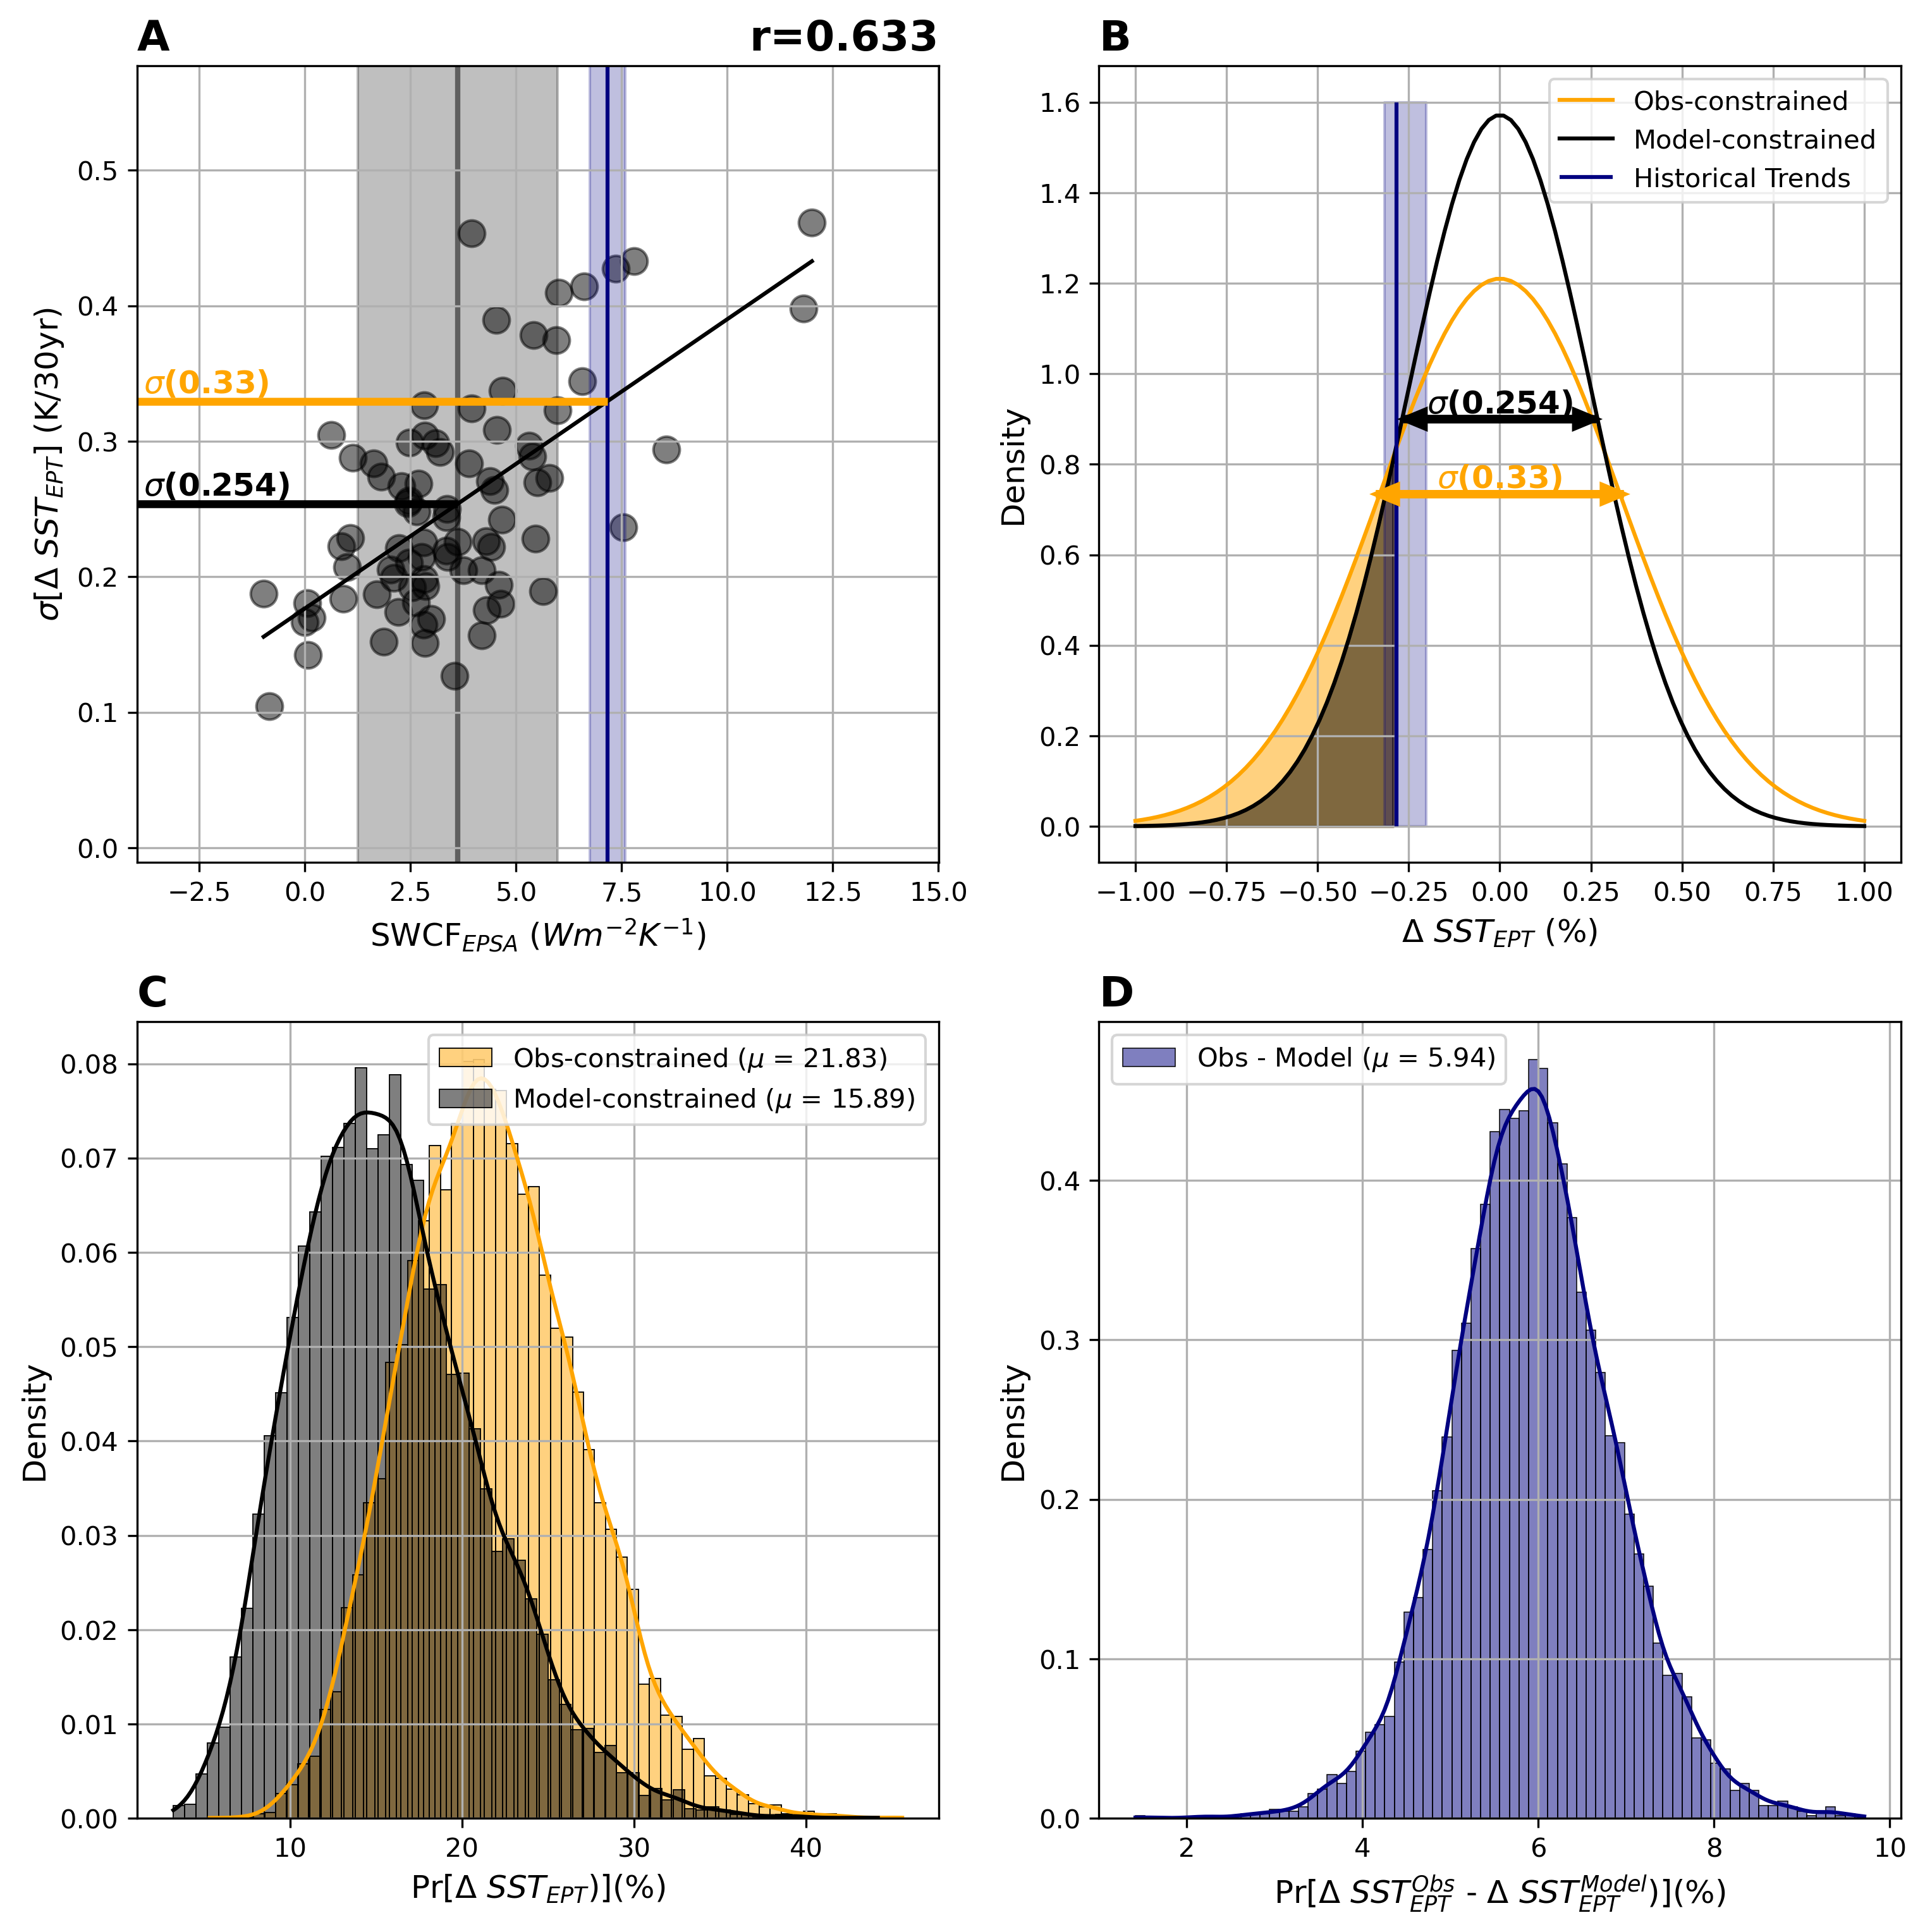 A
r=0.633
σ[Δ SST_EPT] (K/30yr)
0.5
0.4
0.3
0.2
0.1
0.0
σ(0.33)
σ(0.254)
−2.5 0.0 2.5 5.0 7.5 10.0 12.5 15.0
SWCF_EPSA (Wm⁻²K⁻¹)
B
Density
1.6
1.4
1.2
1.0
0.8
0.6
0.4
0.2
0.0
Obs-constrained
Model-constrained
Historical Trends
σ(0.254)
σ(0.33)
−1.00 −0.75 −0.50 −0.25 0.00 0.25 0.50 0.75 1.00
Δ SST_EPT (%)
C
Density
0.08
0.07
0.06
0.05
0.04
0.03
0.02
0.01
0.00
Obs-constrained (μ = 21.83)
Model-constrained (μ = 15.89)
10 20 30 40
Pr[Δ SST_EPT)](%)
D
Density
0.4
0.3
0.2
0.1
0.0
Obs - Model (μ = 5.94)
2 4 6 8 10
Pr[Δ SST_EPT^Obs - Δ SST_EPT^Model)](%)